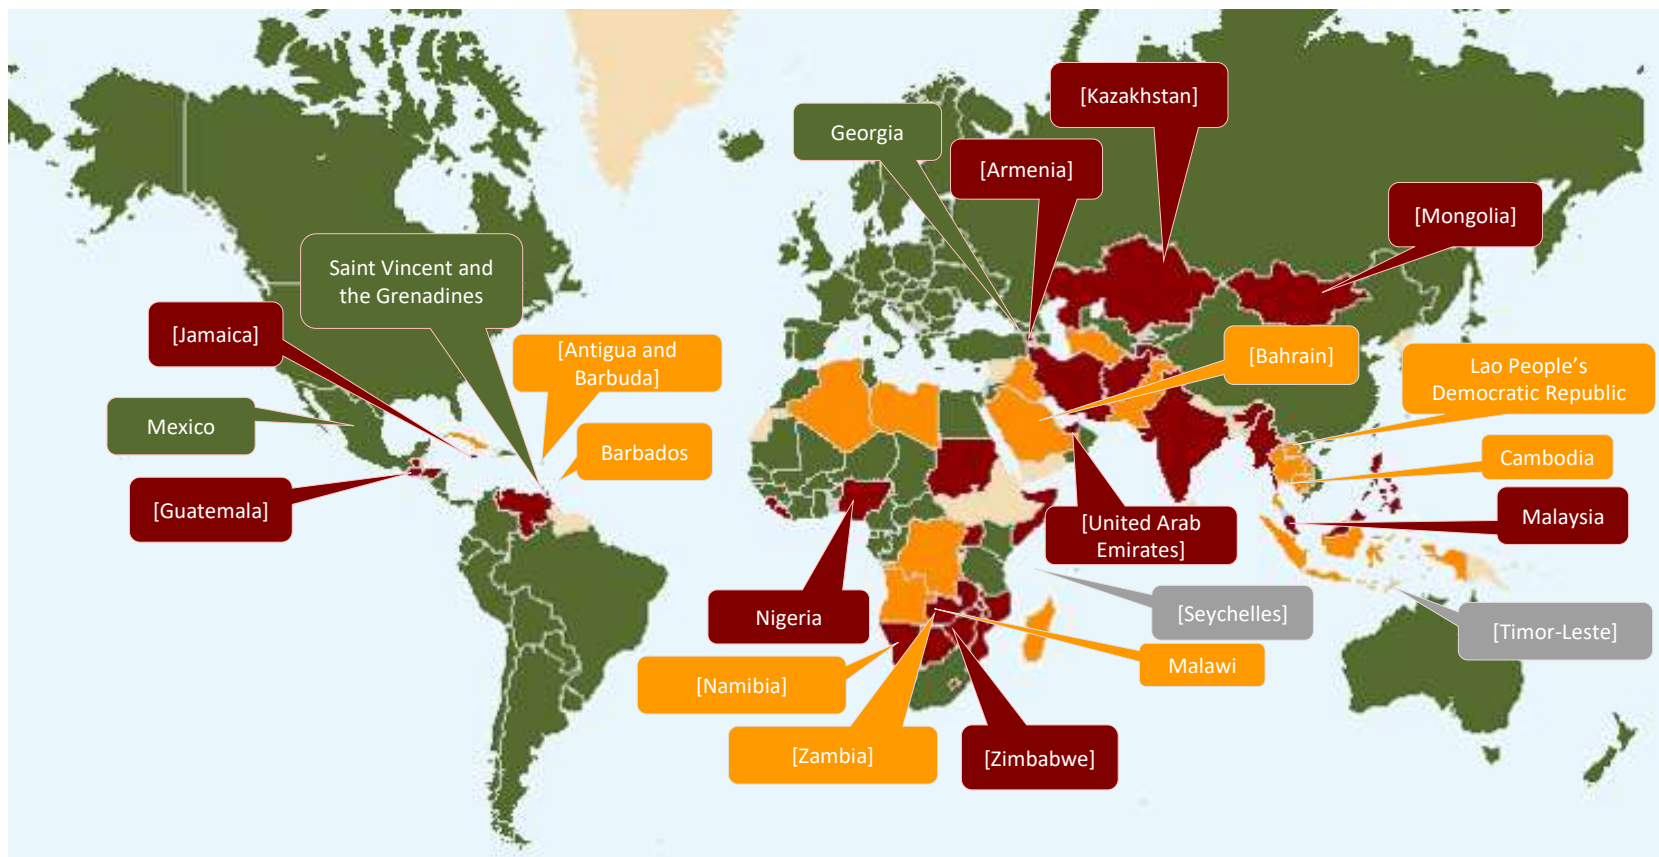 [Kazakhstan]
Georgia
[Armenia]
[Mongolia]
Saint Vincent and
the Grenadines
[Jamaica]
[Antigua and
Barbuda]
[Bahrain]
Lao People’s
Democratic Republic
Mexico
Barbados
Cambodia
[Guatemala]
Malaysia
[United Arab
Emirates]
Nigeria
[Seychelles]
[Timor-Leste]
Malawi
[Namibia]
[Zambia]
[Zimbabwe]